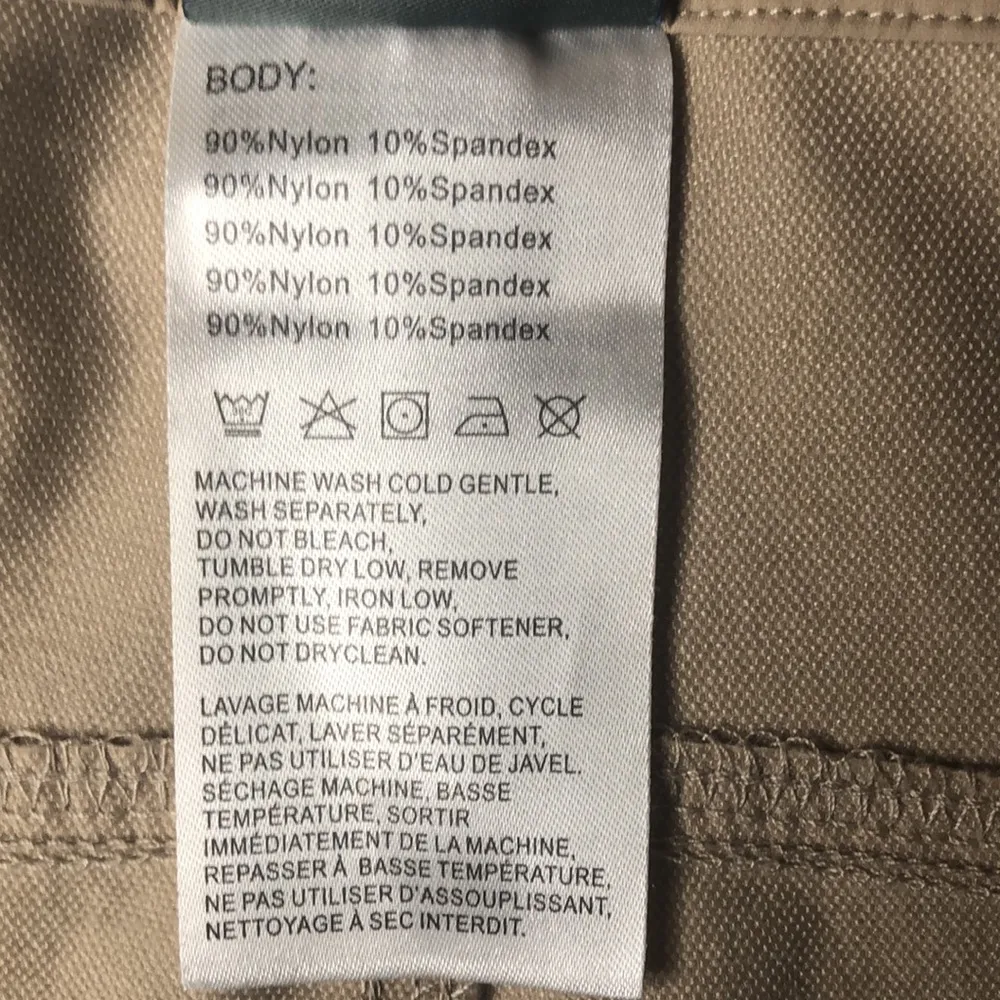 BODY:
90%Nylon 10%Spandex
90%Nylon 10%Spandex
90%Nylon 10%Spandex
90%Nylon 10%Spandex
90%Nylon 10%Spandex
MACHINE WASH COLD GENTLE,
WASH SEPARATELY,
DO NOT BLEACH,
TUMBLE DRY LOW, REMOVE
PROMPTLY, IRON LOW,
DO NOT USE FABRIC SOFTENER,
DO NOT DRYCLEAN.
LAVAGE MACHINE À FROID, CYCLE
DÉLICAT, LAVER SÉPARÉMENT,
NE PAS UTILISER D'EAU DE JAVEL.
SÉCHAGE MACHINE, BASSE
TEMPÉRATURE, SORTIR
IMMÉDIATEMENT DE LA MACHINE,
REPASSER À BASSE TEMPÉRATURE,
NE PAS UTILISER D'ASSOUPLISSANT,
NETTOYAGE À SEC INTERDIT.